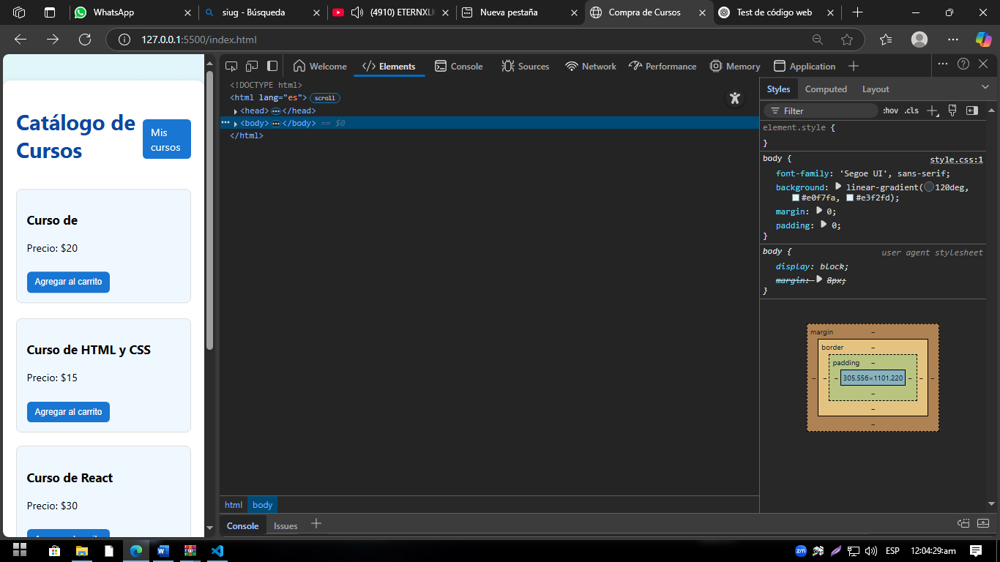 WhatsApp
siug - Búsqueda
(4910) ETERNXLK
Nueva pestaña
Compra de Cursos
Test de código web
127.0.0.1:5500/index.html
Catálogo de
Cursos
Mis
cursos
Curso de
Precio: $20
Agregar al carrito
Curso de HTML y CSS
Precio: $15
Agregar al carrito
Curso de React
Precio: $30
Welcome
Elements
Console
Sources
Network
Performance
Memory
Application
<!DOCTYPE html>
<html lang="es"> scroll
<head> ••• </head>
<body> ••• </body> == $0
</html>
html body
Console Issues
Styles Computed Layout
Filter :hov .cls
element.style {
}
body { style.css:1
font-family: 'Segoe UI', sans-serif;
background: linear-gradient(120deg,
#e0f7fa, #e3f2fd);
margin: 0;
padding: 0;
}
body { user agent stylesheet
display: block;
margin: 8px;
}
margin –
border –
padding –
– – – 305.556×1101.220 – – –
–
–
–
zm ESP 12:04:29:am